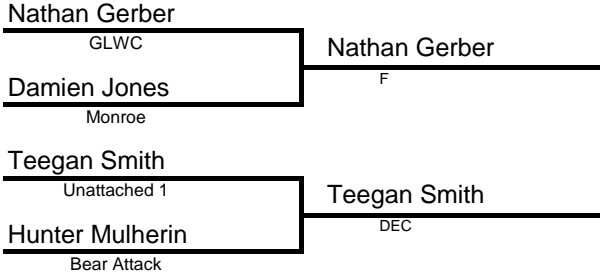 Nathan Gerber
GLWC
Nathan Gerber
F
Damien Jones
Monroe
Teegan Smith
Unattached 1
Teegan Smith
DEC
Hunter Mulherin
Bear Attack